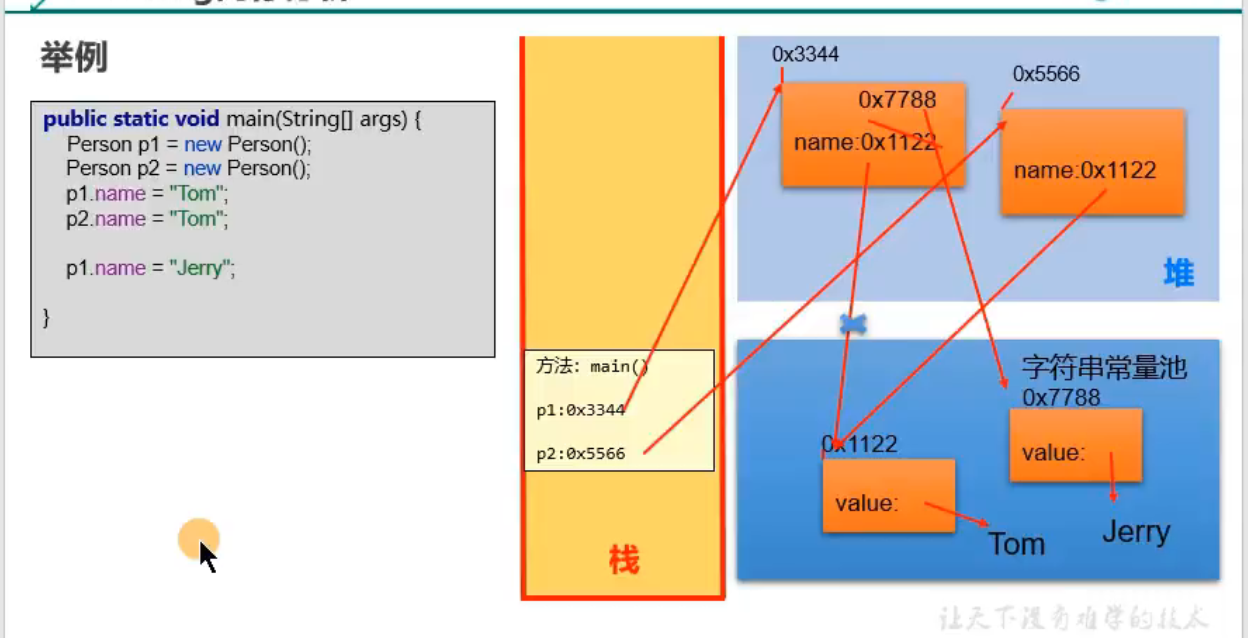 举例
public static void main(String[] args) {
Person p1 = new Person();
Person p2 = new Person();
p1.name = "Tom";
p2.name = "Tom";
p1.name = "Jerry";
}
方法: main()
p1:0x3344
p2:0x5566
栈
0x3344
0x7788
name:0x1122
0x5566
name:0x1122
堆
字符串常量池
0x7788
value:
Jerry
0x1122
value:
Tom
让天下没有难学的技术